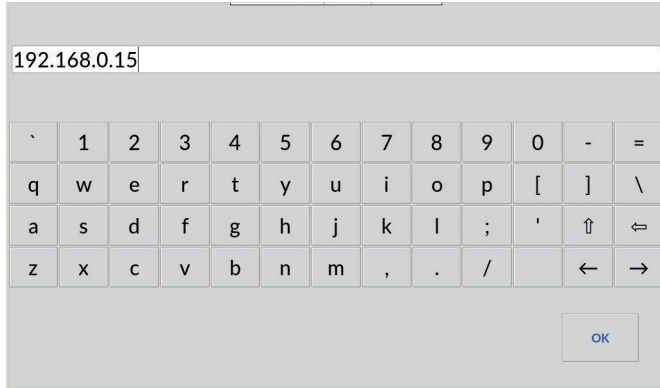 192.168.0.15
` 1 2 3 4 5 6 7 8 9 0 - =
q w e r t y u i o p [ ] \
a s d f g h j k l ; ' ⇧ ⇦
z x c v b n m , . / ← →
OK